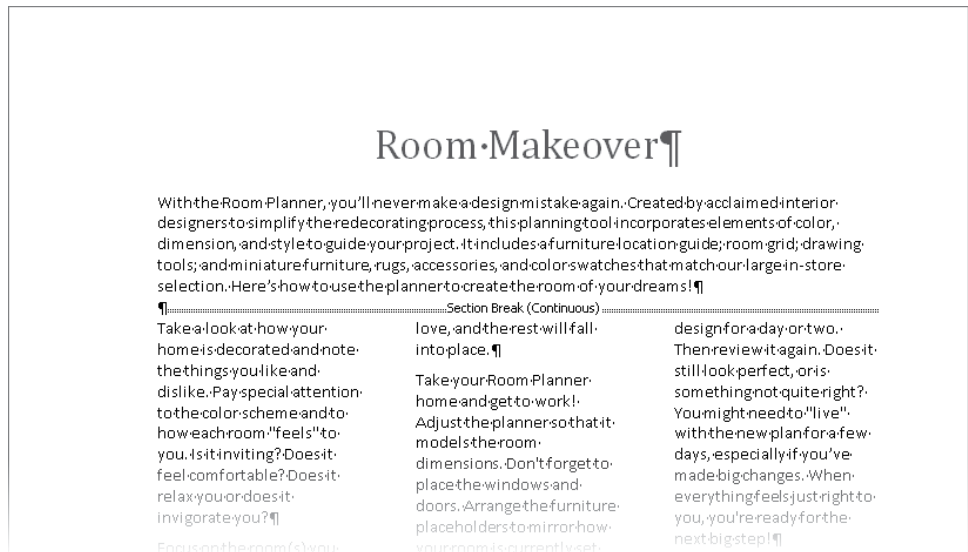 Room·Makeover¶
With·the·Room·Planner,·you’ll·never·make·a·design·mistake·again.·Created·by·acclaimed·interior·
designers·to·simplify·the·redecorating·process,·this·planning·tool·incorporates·elements·of·color,·
dimension,·and·style·to·guide·your·project.·It·includes·a·furniture·location·guide;·room·grid;·drawing·
tools;·and·miniature·furniture,·rugs,·accessories,·and·color·swatches·that·match·our·large·in-store·
selection.·Here’s·how·to·use·the·planner·to·create·the·room·of·your·dreams!¶
¶Section Break (Continuous)
Take·a·look·at·how·your·
home·is·decorated·and·note·
the·things·you·like·and·
dislike.·Pay·special·attention·
to·the·color·scheme·and·to·
how·each·room·"feels"·to·
you.·Is·it·inviting?·Does·it·
feel·comfortable?·Does·it·
relax·you·or·does·it·
invigorate·you?¶
Focus·on·the·room(s)·you·
love,·and·the·rest·will·fall·
into·place.¶
Take·your·Room·Planner·
home·and·get·to·work!·
Adjust·the·planner·so·that·it·
models·the·room·
dimensions.·Don't·forget·to·
place·the·windows·and·
doors.·Arrange·the·furniture·
placeholders·to·mirror·how·
your·room·is·currently·set·
design·for·a·day·or·two.·
Then·review·it·again.·Does·it·
still·look·perfect,·or·is·
something·not·quite·right?·
You·might·need·to·"live"·
with·the·new·plan·for·a·few·
days,·especially·if·you’ve·
made·big·changes.·When·
everything·feels·just·right·to·
you,·you're·ready·for·the·
next·big·step!¶